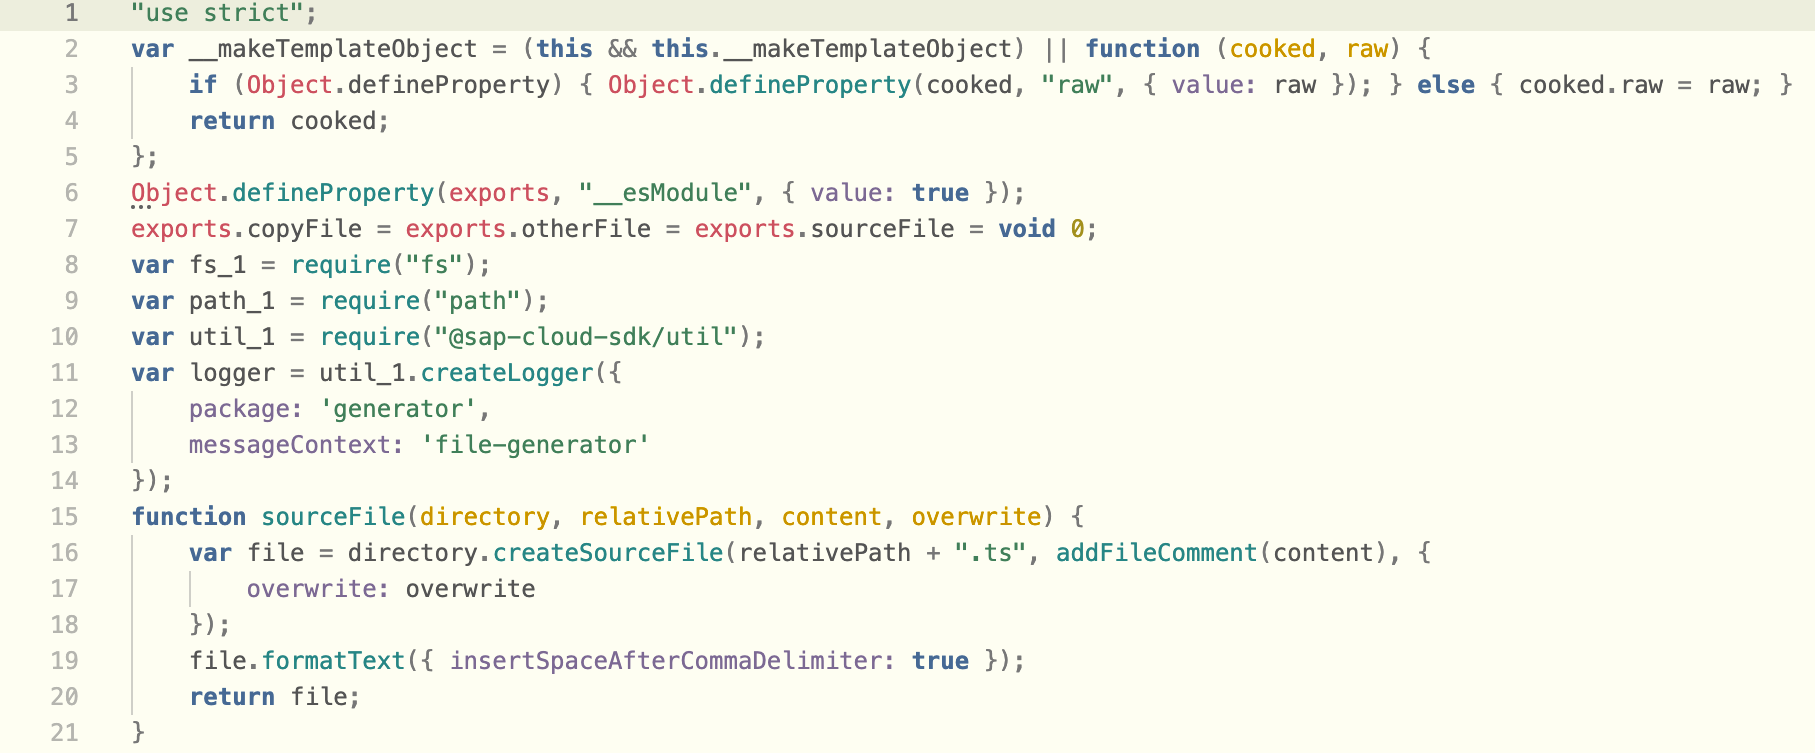 1 "use strict";
2 var __makeTemplateObject = (this && this.__makeTemplateObject) || function (cooked, raw) {
3     if (Object.defineProperty) { Object.defineProperty(cooked, "raw", { value: raw }); } else { cooked.raw = raw; }
4     return cooked;
5 };
6 Object.defineProperty(exports, "__esModule", { value: true });
7 exports.copyFile = exports.otherFile = exports.sourceFile = void 0;
8 var fs_1 = require("fs");
9 var path_1 = require("path");
10 var util_1 = require("@sap-cloud-sdk/util");
11 var logger = util_1.createLogger({
12     package: 'generator',
13     messageContext: 'file-generator'
14 });
15 function sourceFile(directory, relativePath, content, overwrite) {
16     var file = directory.createSourceFile(relativePath + ".ts", addFileComment(content), {
17         overwrite: overwrite
18     });
19     file.formatText({ insertSpaceAfterCommaDelimiter: true });
20     return file;
21 }